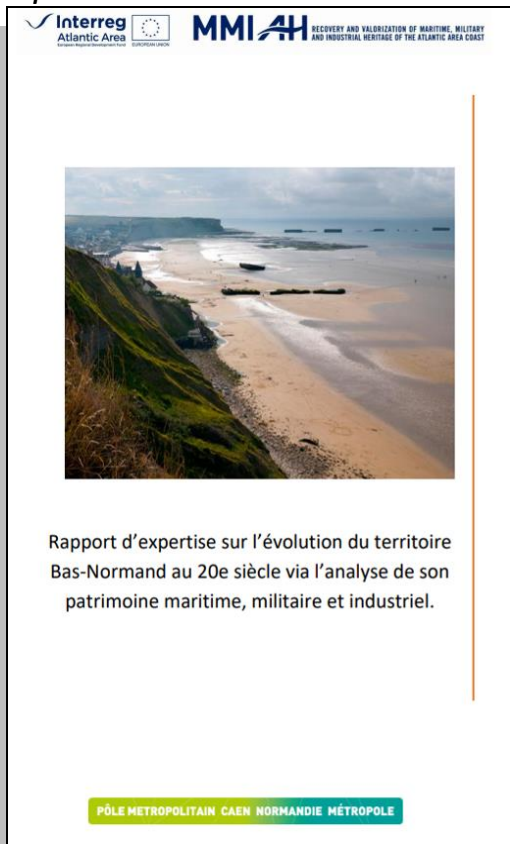 Interreg
Atlantic Area
European Regional Development Fund
EUROPEAN UNION
MMIAH
RECOVERY AND VALORIZATION OF MARITIME, MILITARY
AND INDUSTRIAL HERITAGE OF THE ATLANTIC AREA COAST
Rapport d’expertise sur l’évolution du territoire
Bas-Normand au 20e siècle via l’analyse de son
patrimoine maritime, militaire et industriel.
PÔLE METROPOLITAIN CAEN NORMANDIE MÉTROPOLE